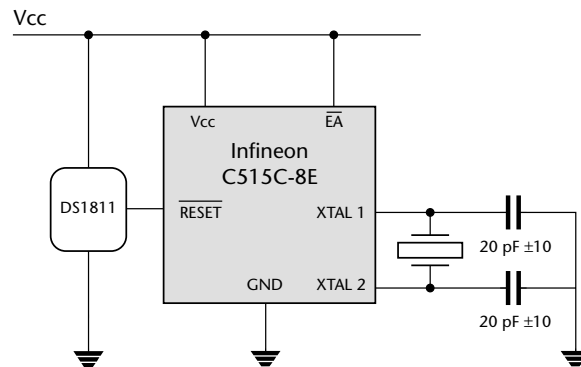 Vcc
Vcc
EA
Infineon
C515C-8E
DS1811
RESET
XTAL 1
20 pF ±10
GND
XTAL 2
20 pF ±10